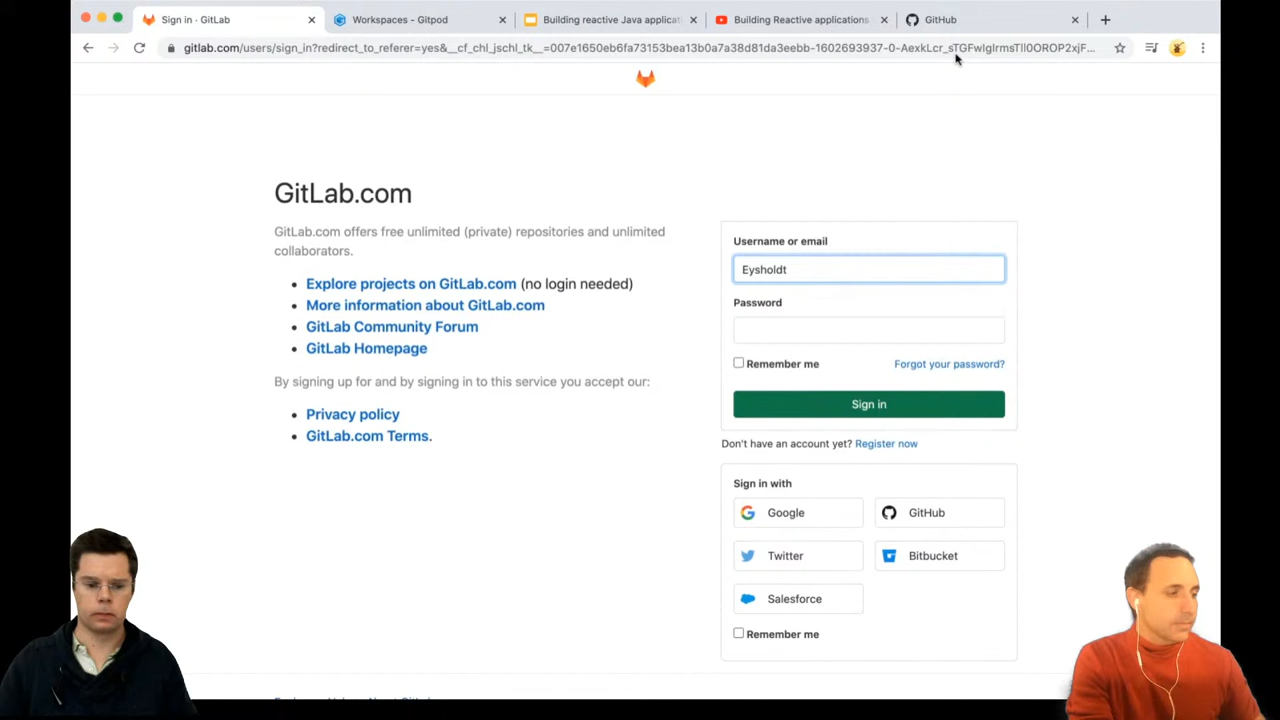 Sign in · GitLab
Workspaces - Gitpod
Building reactive Java applicat
Building Reactive applications
GitHub
gitlab.com/users/sign_in?redirect_to_referer=yes&__cf_chl_jschl_tk__=007e1650eb6fa73153bea13b0a7a38d81da3eebb-1602693937-0-AexkLcr_sTGFwIgIrmsTIl0OROP2xjF...
GitLab.com
GitLab.com offers free unlimited (private) repositories and unlimited
collaborators.
Explore projects on GitLab.com (no login needed)
More information about GitLab.com
GitLab Community Forum
GitLab Homepage
By signing up for and by signing in to this service you accept our:
Privacy policy
GitLab.com Terms.
Username or email
Eysholdt
Password
Remember me
Forgot your password?
Sign in
Don't have an account yet? Register now
Sign in with
Google
GitHub
Twitter
Bitbucket
Salesforce
Remember me